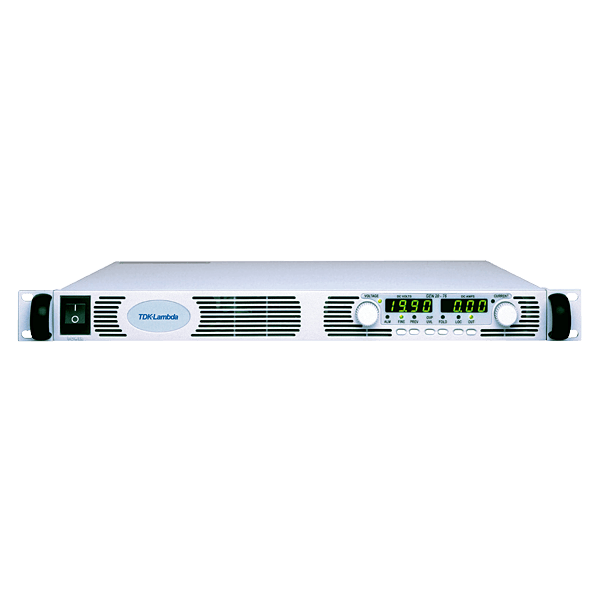 I
O
TDK-Lambda
VOLTAGE DC VOLTS GEN 20 - 76 DC AMPS CURRENT
19.90 0.00
ALM FINE PREV OVP UVL FOLD LOC OUT